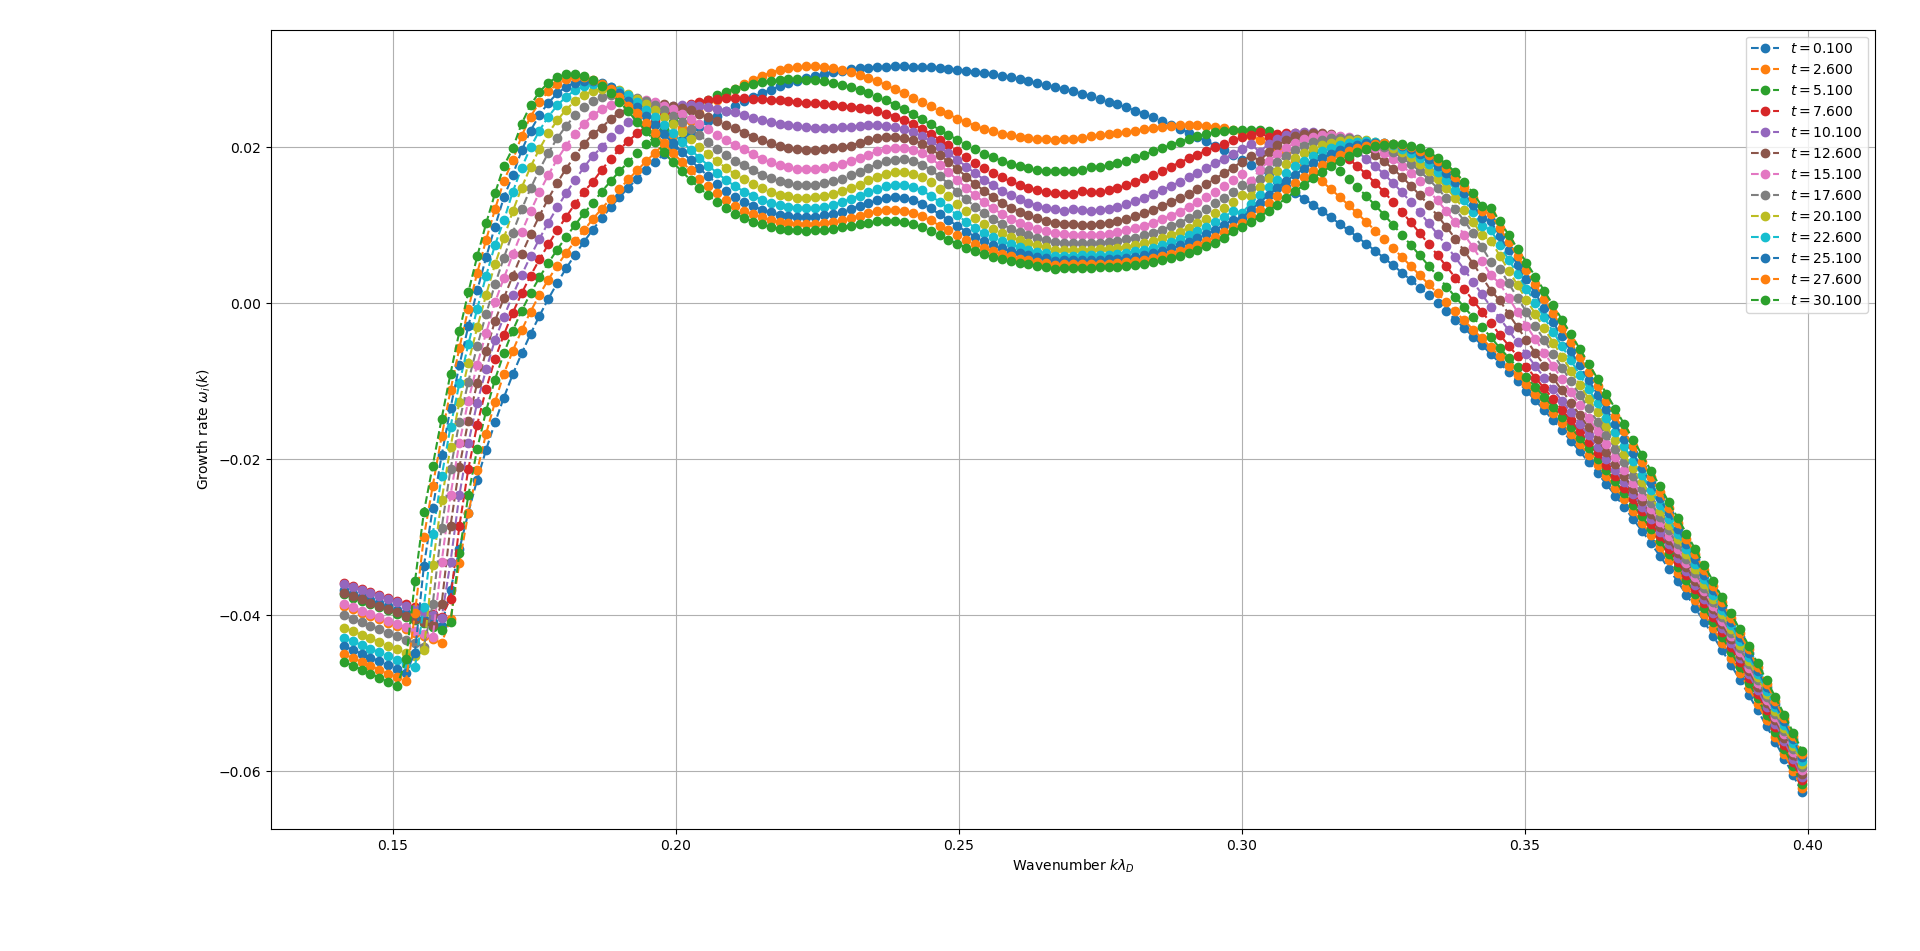 0.02
0.00
−0.02
−0.04
−0.06
Growth rate ωᵢ(k)
0.15 0.20 0.25 0.30 0.35 0.40
Wavenumber kλ_D
t = 0.100
t = 2.600
t = 5.100
t = 7.600
t = 10.100
t = 12.600
t = 15.100
t = 17.600
t = 20.100
t = 22.600
t = 25.100
t = 27.600
t = 30.100